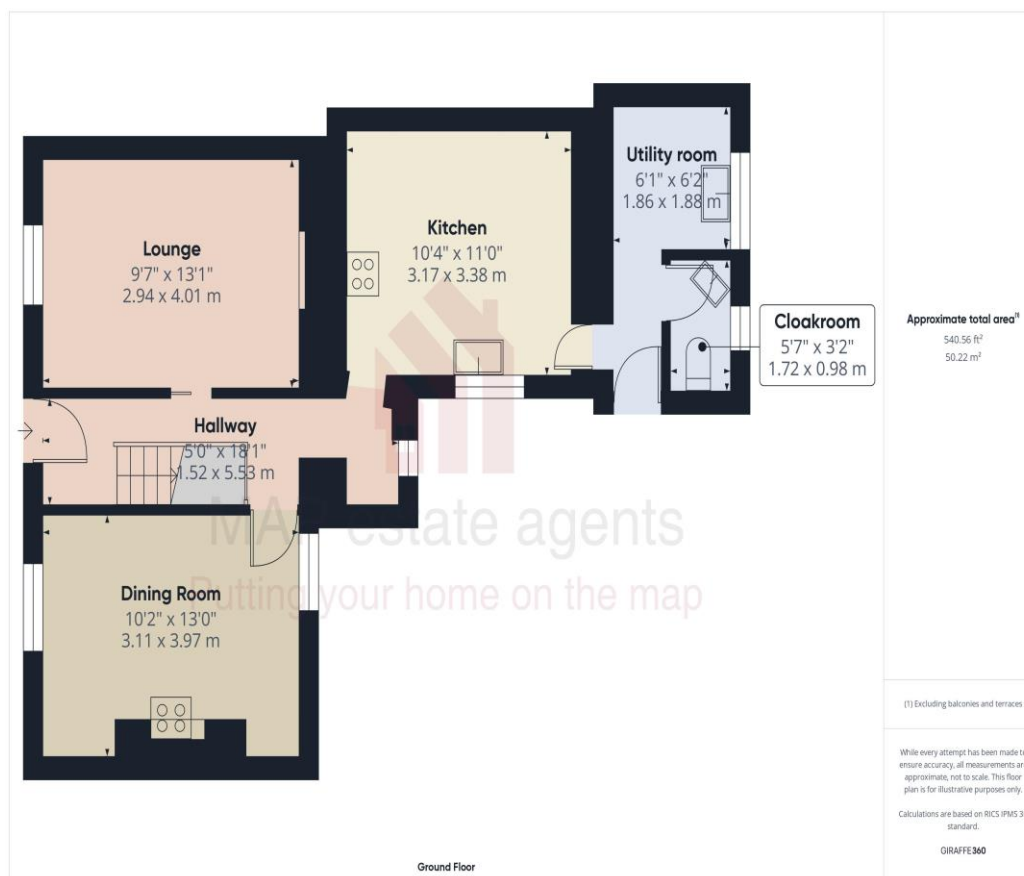 Utility room
6'1" x 6'2"
1.86 x 1.88 m
Kitchen
10'4" x 11'0"
3.17 x 3.38 m
Lounge
9'7" x 13'1"
2.94 x 4.01 m
Cloakroom
5'7" x 3'2"
1.72 x 0.98 m
Hallway
5'0" x 18'1"
1.52 x 5.53 m
MAP estate agents
Putting your home on the map
Dining Room
10'2" x 13'0"
3.11 x 3.97 m
Ground Floor
Approximate total area(1)
540.56 ft²
50.22 m²
(1) Excluding balconies and terraces
While every attempt has been made to
ensure accuracy, all measurements are
approximate, not to scale. This floor
plan is for illustrative purposes only.
Calculations are based on RICS IPMS 3
standard.
GIRAFFE360